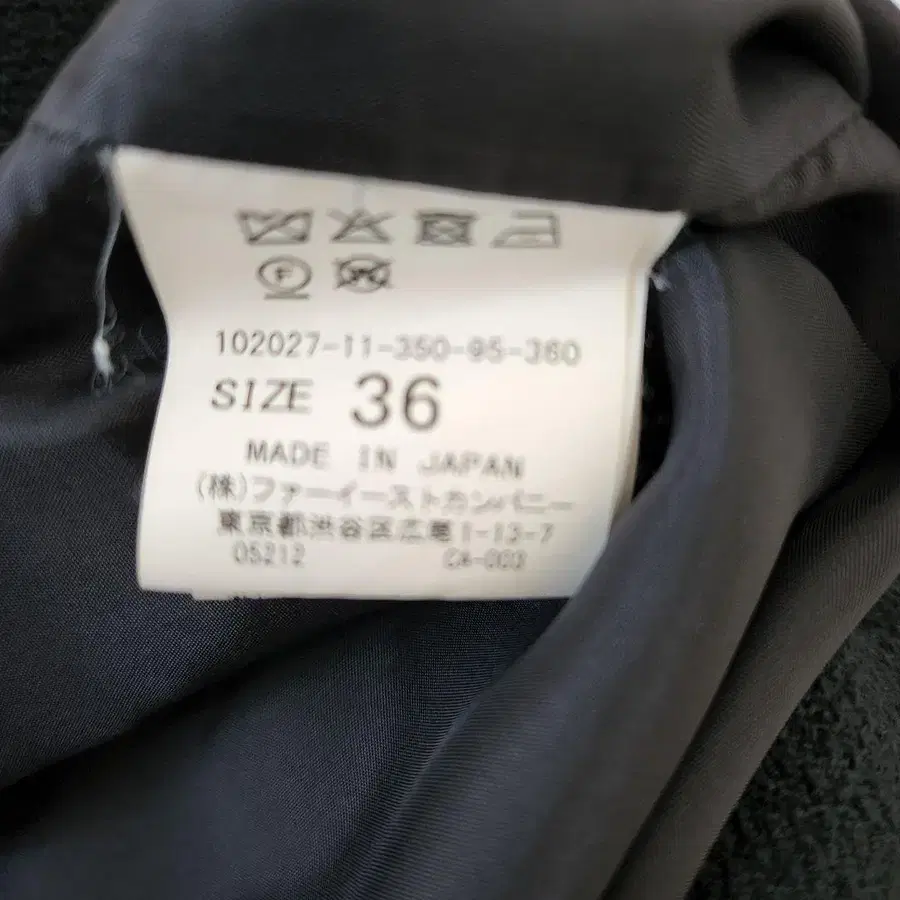 F
102027-11-350-95-360
SIZE 36
MADE IN JAPAN
(株)ファーイーストカンパニー
東京都渋谷区広尾1-13-7
05212 CA-003